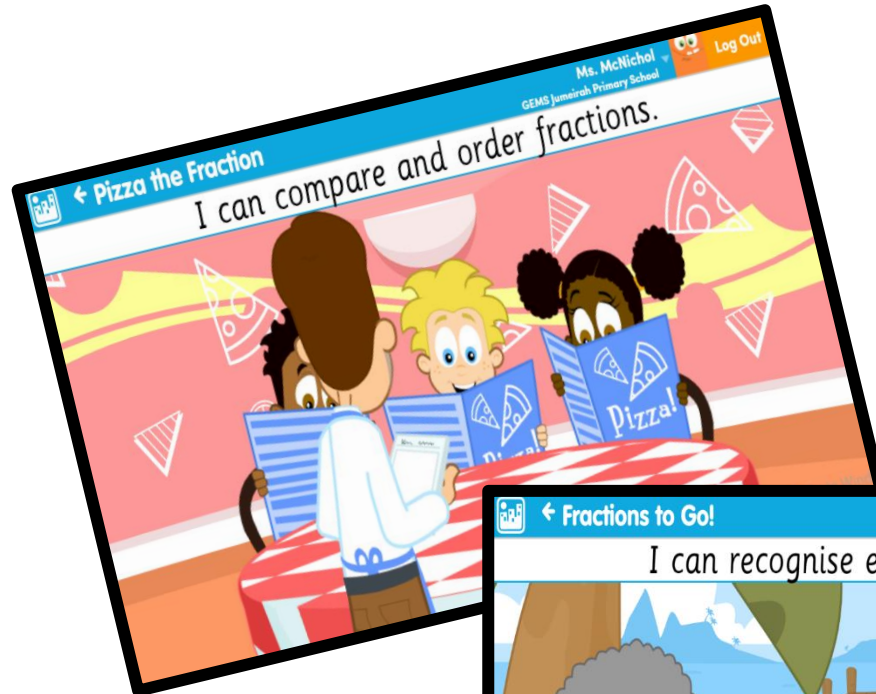 Ms. McNichol
GEMS Jumeirah Primary School
Log Out
← Pizza the Fraction
I can compare and order fractions.
Pizza!
Pizza!
← Fractions to Go!
I can recognise e